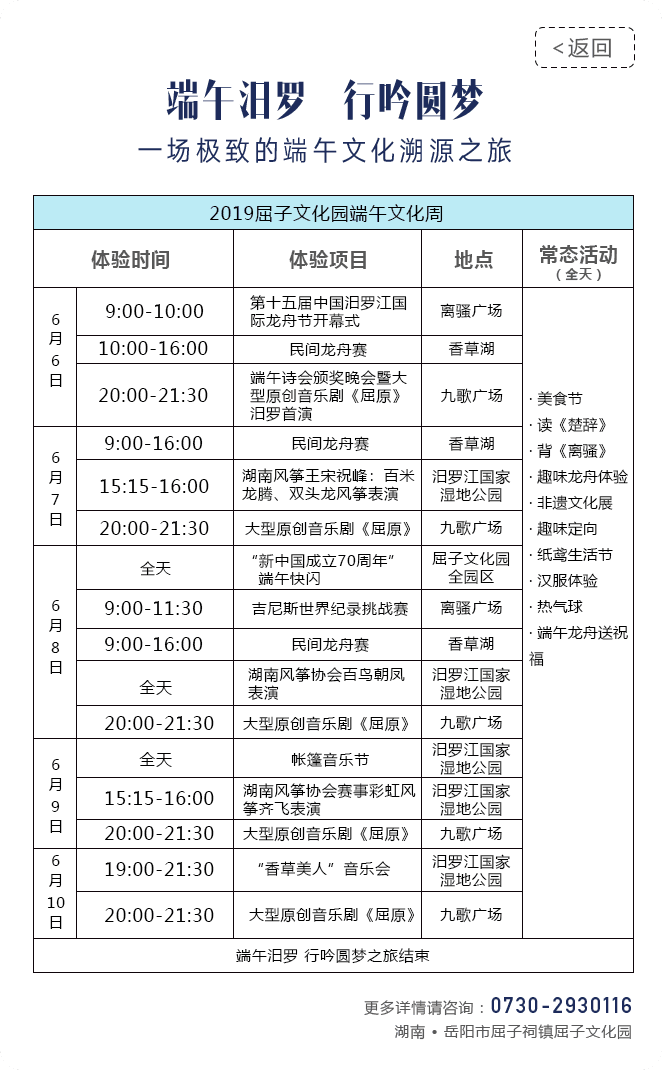 <返回
端午汨罗 行吟圆梦
一场极致的端午文化溯源之旅
2019屈子文化园端午文化周
体验时间 体验项目 地点 常态活动
（全天）
6月6日
9:00-10:00 第十五届中国汨罗江国
际龙舟节开幕式 离骚广场
10:00-16:00 民间龙舟赛 香草湖
20:00-21:30 端午诗会颁奖晚会暨大
型原创音乐剧《屈原》
汨罗首演 九歌广场
6月7日
9:00-16:00 民间龙舟赛 香草湖
15:15-16:00 湖南风筝王宋祝峰：百米
龙腾、双头龙风筝表演 汨罗江国家
湿地公园
20:00-21:30 大型原创音乐剧《屈原》 九歌广场
6月8日
全天 “新中国成立70周年”
端午快闪 屈子文化园
全园区
9:00-11:30 吉尼斯世界纪录挑战赛 离骚广场
9:00-16:00 民间龙舟赛 香草湖
全天 湖南风筝协会百鸟朝凤
表演 汨罗江国家
湿地公园
20:00-21:30 大型原创音乐剧《屈原》 九歌广场
6月9日
全天 帐篷音乐节 汨罗江国家
湿地公园
15:15-16:00 湖南风筝协会赛事彩虹风
筝齐飞表演 汨罗江国家
湿地公园
20:00-21:30 大型原创音乐剧《屈原》 九歌广场
6月10日
19:00-21:30 “香草美人”音乐会 汨罗江国家
湿地公园
20:00-21:30 大型原创音乐剧《屈原》 九歌广场
· 美食节
· 读《楚辞》
· 背《离骚》
· 趣味龙舟体验
· 非遗文化展
· 趣味定向
· 纸鸢生活节
· 汉服体验
· 热气球
· 端午龙舟送祝
福
端午汨罗 行吟圆梦之旅结束
更多详情请咨询：0730-2930116
湖南 • 岳阳市屈子祠镇屈子文化园